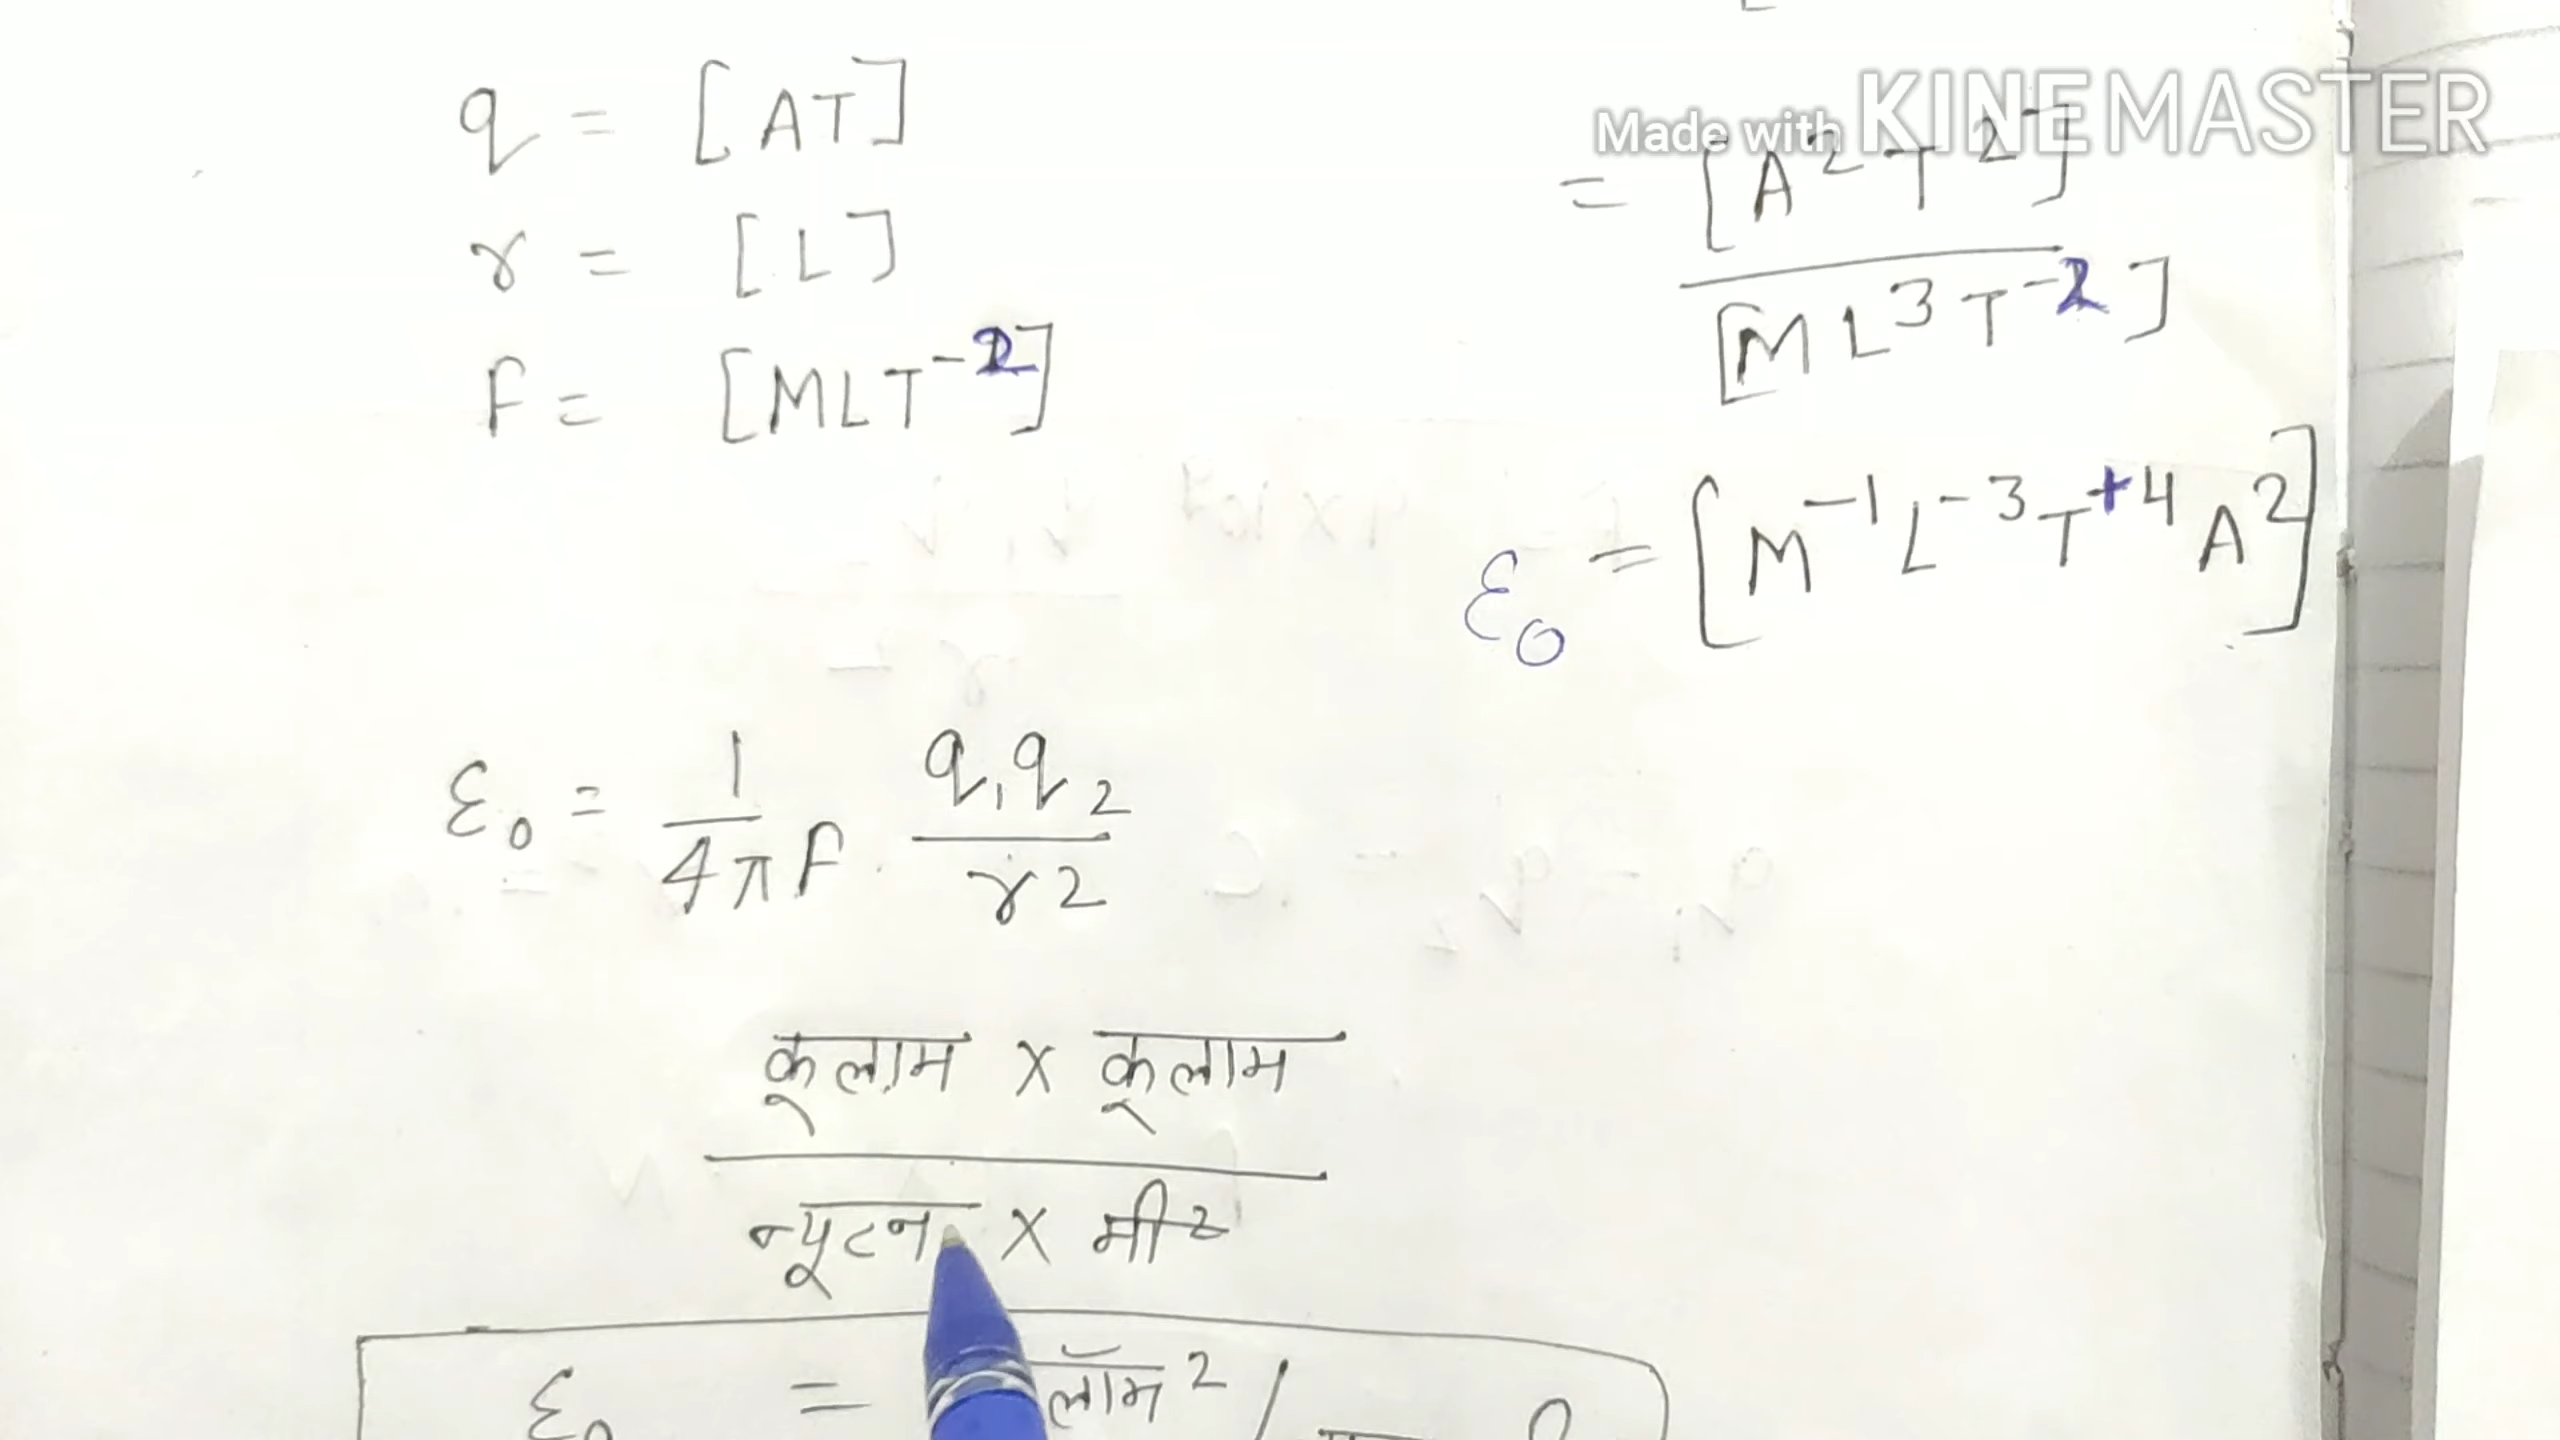 Made with KINEMASTER
q = [AT]
r = [L]
F = [MLT⁻²]
= [A²T²] / [ML³T⁻²]
ε₀ = [M⁻¹L⁻³T⁺⁴A²]
ε₀ = 1/4πF . q₁q₂/r2
कूलाम x कूलाम
न्यूटन x मी²
ε₀ = लॉम² /